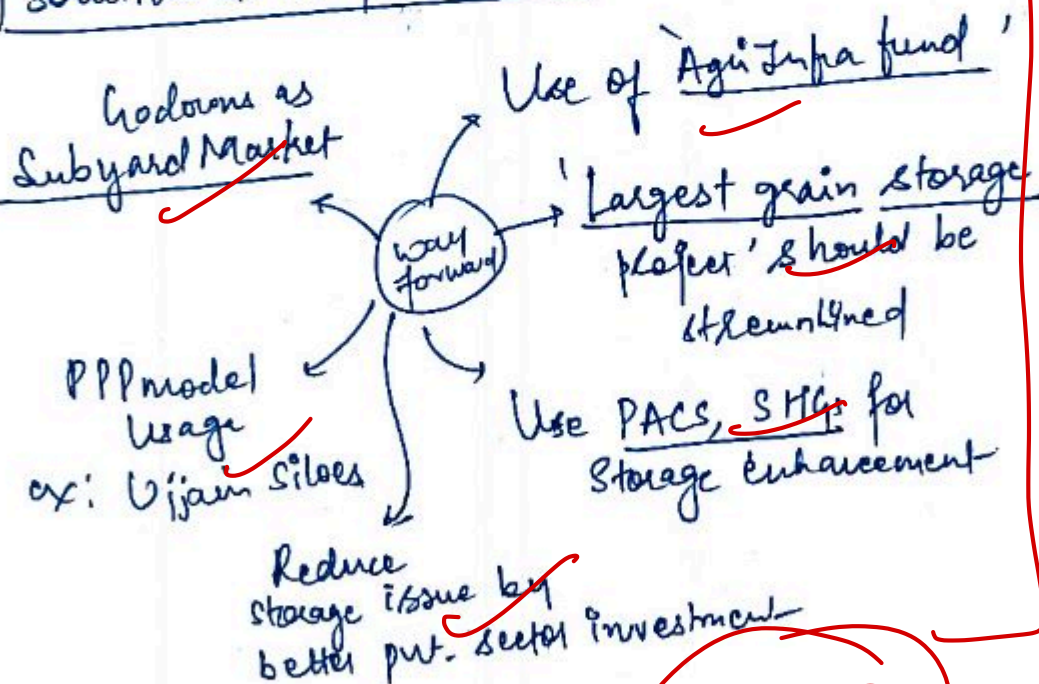 Godowns as
Subyard Market
Use of 'Agri Infra fund'
'Largest grain storage
project' should be
streamlined
way
forward
PPP model
Usage
ex: Ujjain Siloes
Use PACS, SHGs for
Storage enhancement
Reduce
storage issue by
better pvt. sector investment